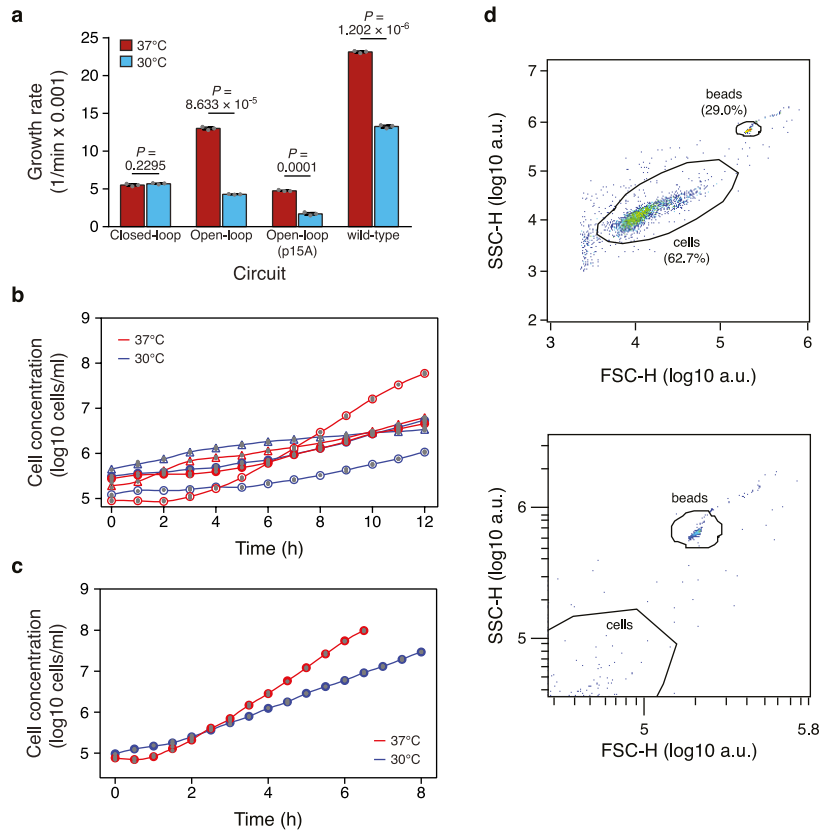 a
Growth rate
(1/min x 0.001)
25
20
15
10
5
0
37°C
30°C
P =
0.2295
P =
8.633 × 10-5
P =
0.0001
P =
1.202 × 10-6
Closed-loop
Open-loop
Open-loop
(p15A)
wild-type
Circuit
b
Cell concentration
(log10 cells/ml)
9
8
7
6
5
37°C
30°C
0
2
4
6
8
10
12
Time (h)
c
Cell concentration
(log10 cells/ml)
9
8
7
6
5
37°C
30°C
0
2
4
6
8
Time (h)
d
SSC-H (log10 a.u.)
7
6
5
4
3
2
beads
(29.0%)
cells
(62.7%)
3
4
5
6
FSC-H (log10 a.u.)
SSC-H (log10 a.u.)
5
beads
cells
5
5.8
FSC-H (log10 a.u.)